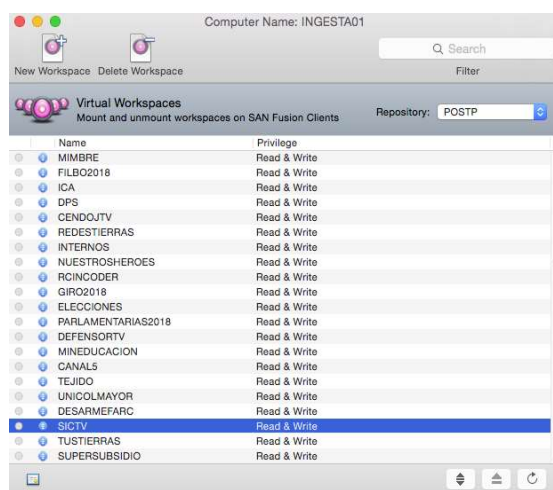 Computer Name: INGESTA01
New Workspace Delete Workspace
Search
Filter
Virtual Workspaces
Mount and unmount workspaces on SAN Fusion Clients
Repository: POSTP
Name Privilege
MIMBRE Read & Write
FILBO2018 Read & Write
ICA Read & Write
DPS Read & Write
CENDOJTV Read & Write
REDESTIERRAS Read & Write
INTERNOS Read & Write
NUESTROSHEROES Read & Write
RCINCODER Read & Write
GIRO2018 Read & Write
ELECCIONES Read & Write
PARLAMENTARIAS2018 Read & Write
DEFENSORTV Read & Write
MINEDUCACION Read & Write
CANAL5 Read & Write
TEJIDO Read & Write
UNICOLMAYOR Read & Write
DESARMEFARC Read & Write
SICTV Read & Write
TUSTIERRAS Read & Write
SUPERSUBSIDIO Read & Write